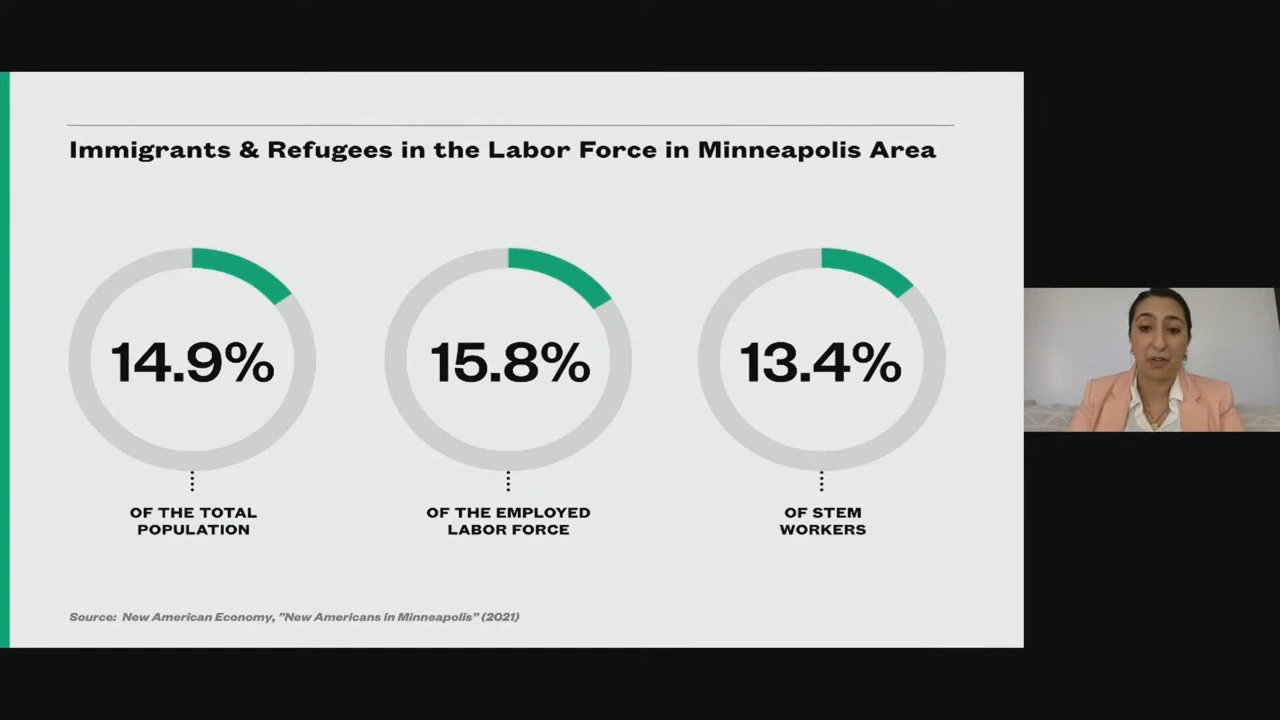 Immigrants & Refugees in the Labor Force in Minneapolis Area
14.9%
OF THE TOTAL
POPULATION
15.8%
OF THE EMPLOYED
LABOR FORCE
13.4%
OF STEM
WORKERS
Source: New American Economy, "New Americans in Minneapolis" (2021)